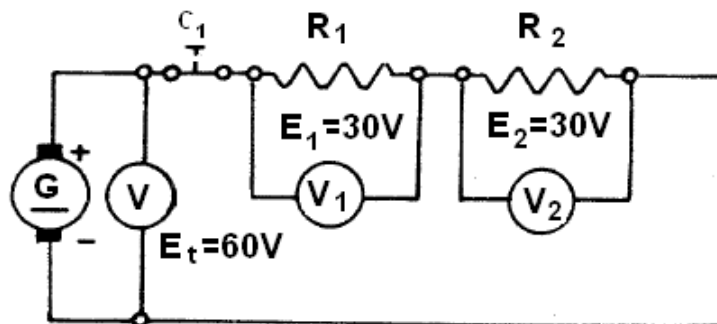 C₁
R₁
R₂
E₁=30V
E₂=30V
+
G
V
V₁
V₂
−
Eₜ=60V